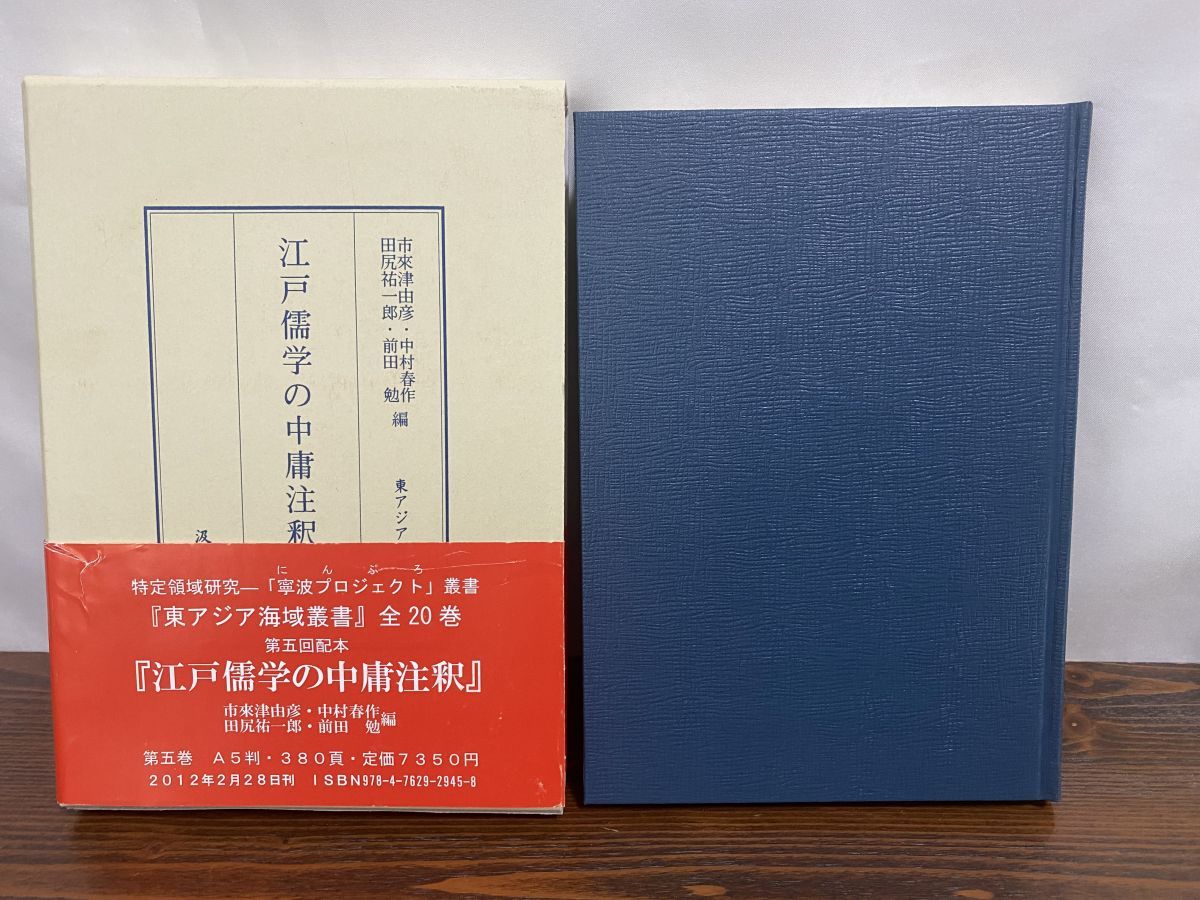 市來津由彦・中村春作
田尻祐一郎・前田　勉
編
東アジア
江戸儒学の中庸注釈
汲
にんぷろ
特定領域研究―「寧波プロジェクト」叢書
『東アジア海域叢書』全20巻
第五回配本
『江戸儒学の中庸注釈』
市來津由彦・中村春作
田尻祐一郎・前田　勉
編
第五巻　A5判・380頁・定価7350円
2012年2月28日刊　ISBN978-4-7629-2945-8